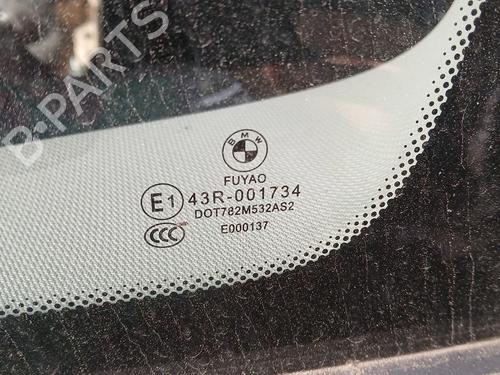 B-PARTS
BMW
FUYAO
E1 43R-001734
DOT782M532AS2
CCC E000137